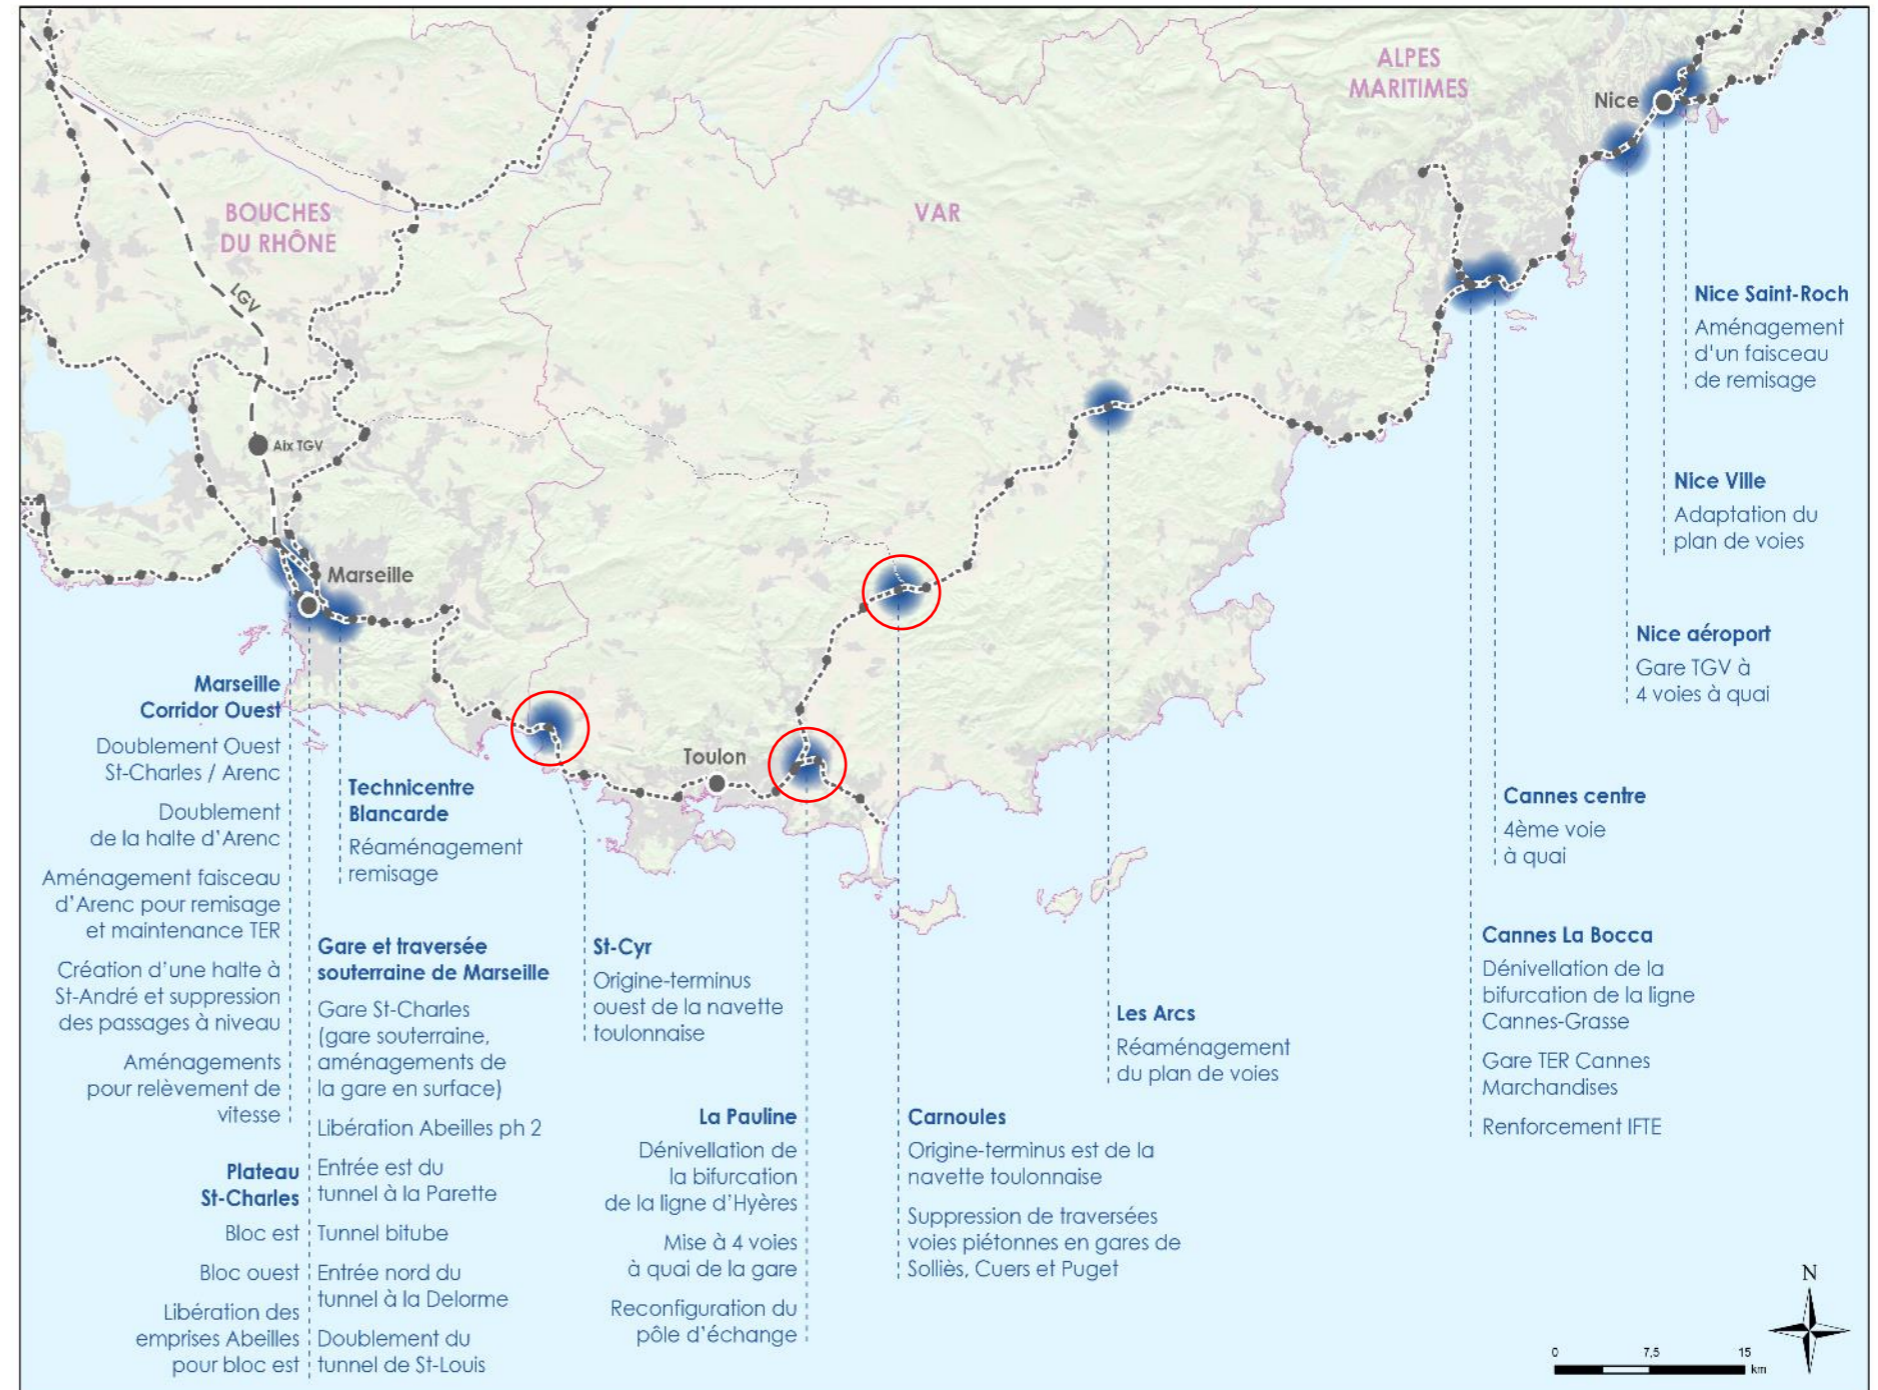 ALPES
MARITIMES
Nice
BOUCHES
DU RHÔNE
VAR
LGV
Aix TGV
Marseille
Toulon
Nice Saint-Roch
Aménagement
d'un faisceau
de remisage
Nice Ville
Adaptation du
plan de voies
Nice aéroport
Gare TGV à
4 voies à quai
Cannes centre
4ème voie
à quai
Cannes La Bocca
Dénivellation de la
bifurcation de la ligne
Cannes-Grasse
Gare TER Cannes
Marchandises
Renforcement IFTE
Marseille
Corridor Ouest
Doublement Ouest
St-Charles / Arenc
Doublement
de la halte d'Arenc
Aménagement faisceau
d'Arenc pour remisage
et maintenance TER
Création d'une halte à
St-André et suppression
des passages à niveau
Aménagements
pour relèvement de
vitesse
Plateau
St-Charles
Bloc est
Bloc ouest
Libération des
emprises Abeilles
pour bloc est
Technicentre
Blancarde
Réaménagement
remisage
Gare et traversée
souterraine de Marseille
Gare St-Charles
(gare souterraine,
aménagements de
la gare en surface)
Libération Abeilles ph 2
Entrée est du
tunnel à la Parette
Tunnel bitube
Entrée nord du
tunnel à la Delorme
Doublement du
tunnel de St-Louis
St-Cyr
Origine-terminus
ouest de la navette
toulonnaise
La Pauline
Dénivellation de
la bifurcation
de la ligne d'Hyères
Mise à 4 voies
à quai de la gare
Reconfiguration du
pôle d'échange
Carnoules
Origine-terminus est de la
navette toulonnaise
Suppression de traversées
voies piétonnes en gares de
Solliès, Cuers et Puget
Les Arcs
Réaménagement
du plan de voies
N
0 7,5 15
km